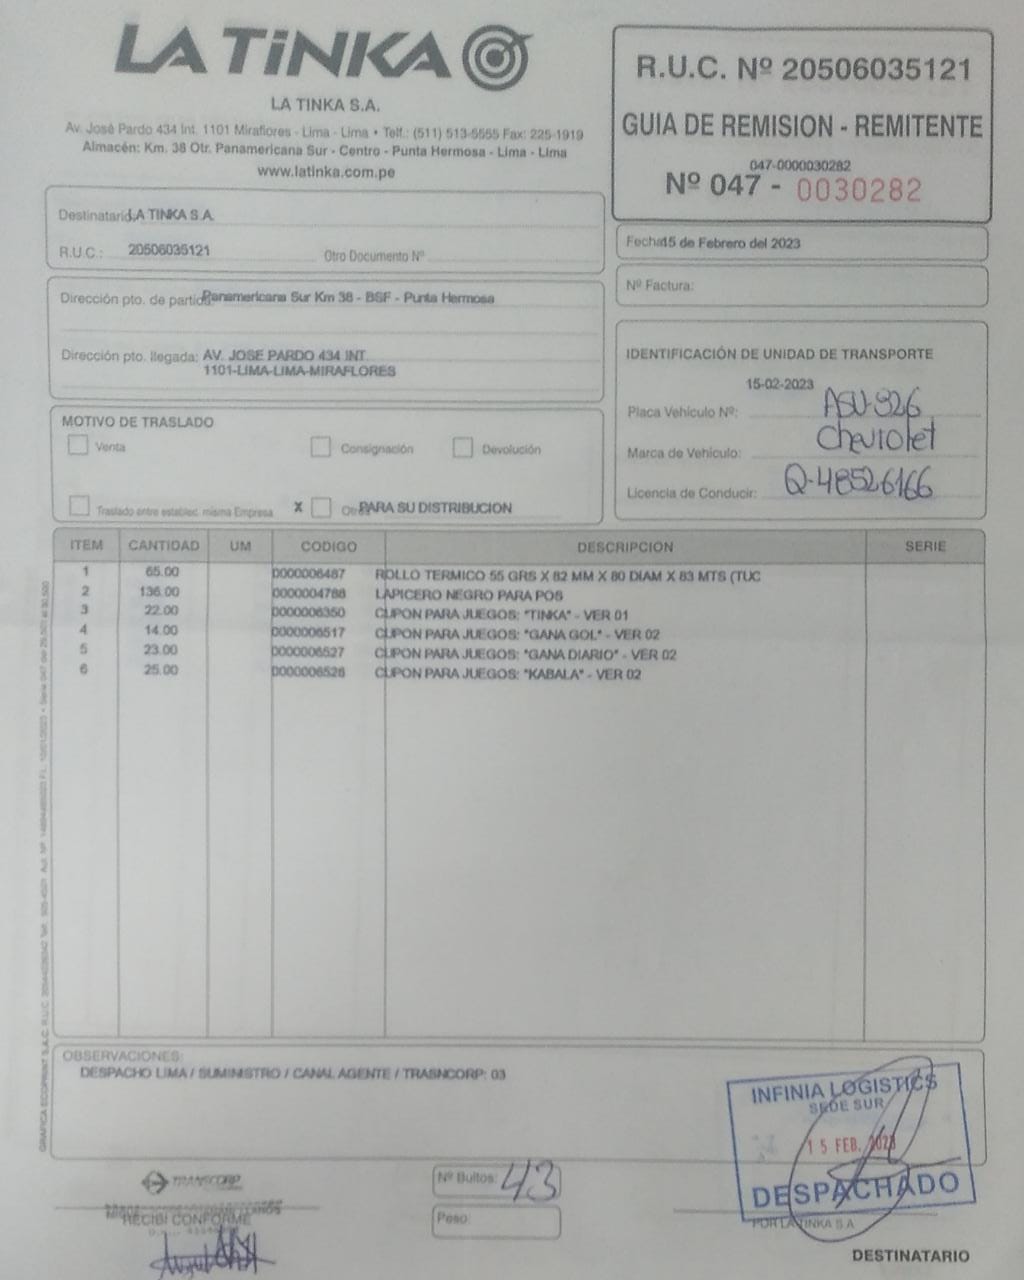 LA TiNKA
LA TINKA S.A.
Av. José Pardo 434 Int. 1101 Miraflores - Lima - Lima • Telf.: (511) 513-5555 Fax: 225-1919
Almacén: Km. 38 Otr. Panamericana Sur - Centro - Punta Hermosa - Lima - Lima
www.latinka.com.pe
R.U.C. Nº 20506035121
GUIA DE REMISION - REMITENTE
047-0000030282
Nº 047 - 0030282
Destinatario: LA TINKA S.A.
R.U.C.: 20506035121 Otro Documento Nº
Fecha: 15 de Febrero del 2023
Nº Factura:
Dirección pto. de partida: Panamericana Sur Km 38 - BSF - Punta Hermosa
Dirección pto. llegada: AV. JOSE PARDO 434 INT.
1101-LIMA-LIMA-MIRAFLORES
IDENTIFICACIÓN DE UNIDAD DE TRANSPORTE
15-02-2023
Placa Vehículo Nº: ASU-926
Marca de Vehículo: Chevrolet
Licencia de Conducir: Q-48526166
MOTIVO DE TRASLADO
Venta Consignación Devolución
Traslado entre establec. misma Empresa X Otros PARA SU DISTRIBUCION
ITEM CANTIDAD UM CODIGO DESCRIPCION SERIE
1 65.00 0000006487 ROLLO TERMICO 55 GRS X 82 MM X 80 DIAM X 83 MTS (TUC
2 136.00 0000004788 LAPICERO NEGRO PARA POS
3 22.00 0000006350 CUPON PARA JUEGOS: "TINKA" - VER 01
4 14.00 0000006517 CUPON PARA JUEGOS: "GANA GOL" - VER 02
5 23.00 0000006527 CUPON PARA JUEGOS: "GANA DIARIO" - VER 02
6 25.00 0000006526 CUPON PARA JUEGOS: "KABALA" - VER 02
OBSERVACIONES:
DESPACHO LIMA / SUMINISTRO / CANAL AGENTE / TRASNCORP: 03
INFINIA LOGISTICS
SEDE SUR
15 FEB. 2023
DESPACHADO
POR LA TINKA S.A
TRANSCORP
RECIBI CONFORME
Nº Bultos: 43
Peso:
DESTINATARIO